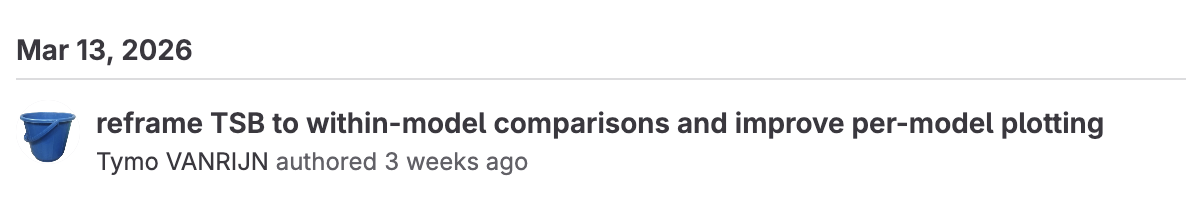 Mar 13, 2026
reframe TSB to within-model comparisons and improve per-model plotting
Tymo VANRIJN authored 3 weeks ago